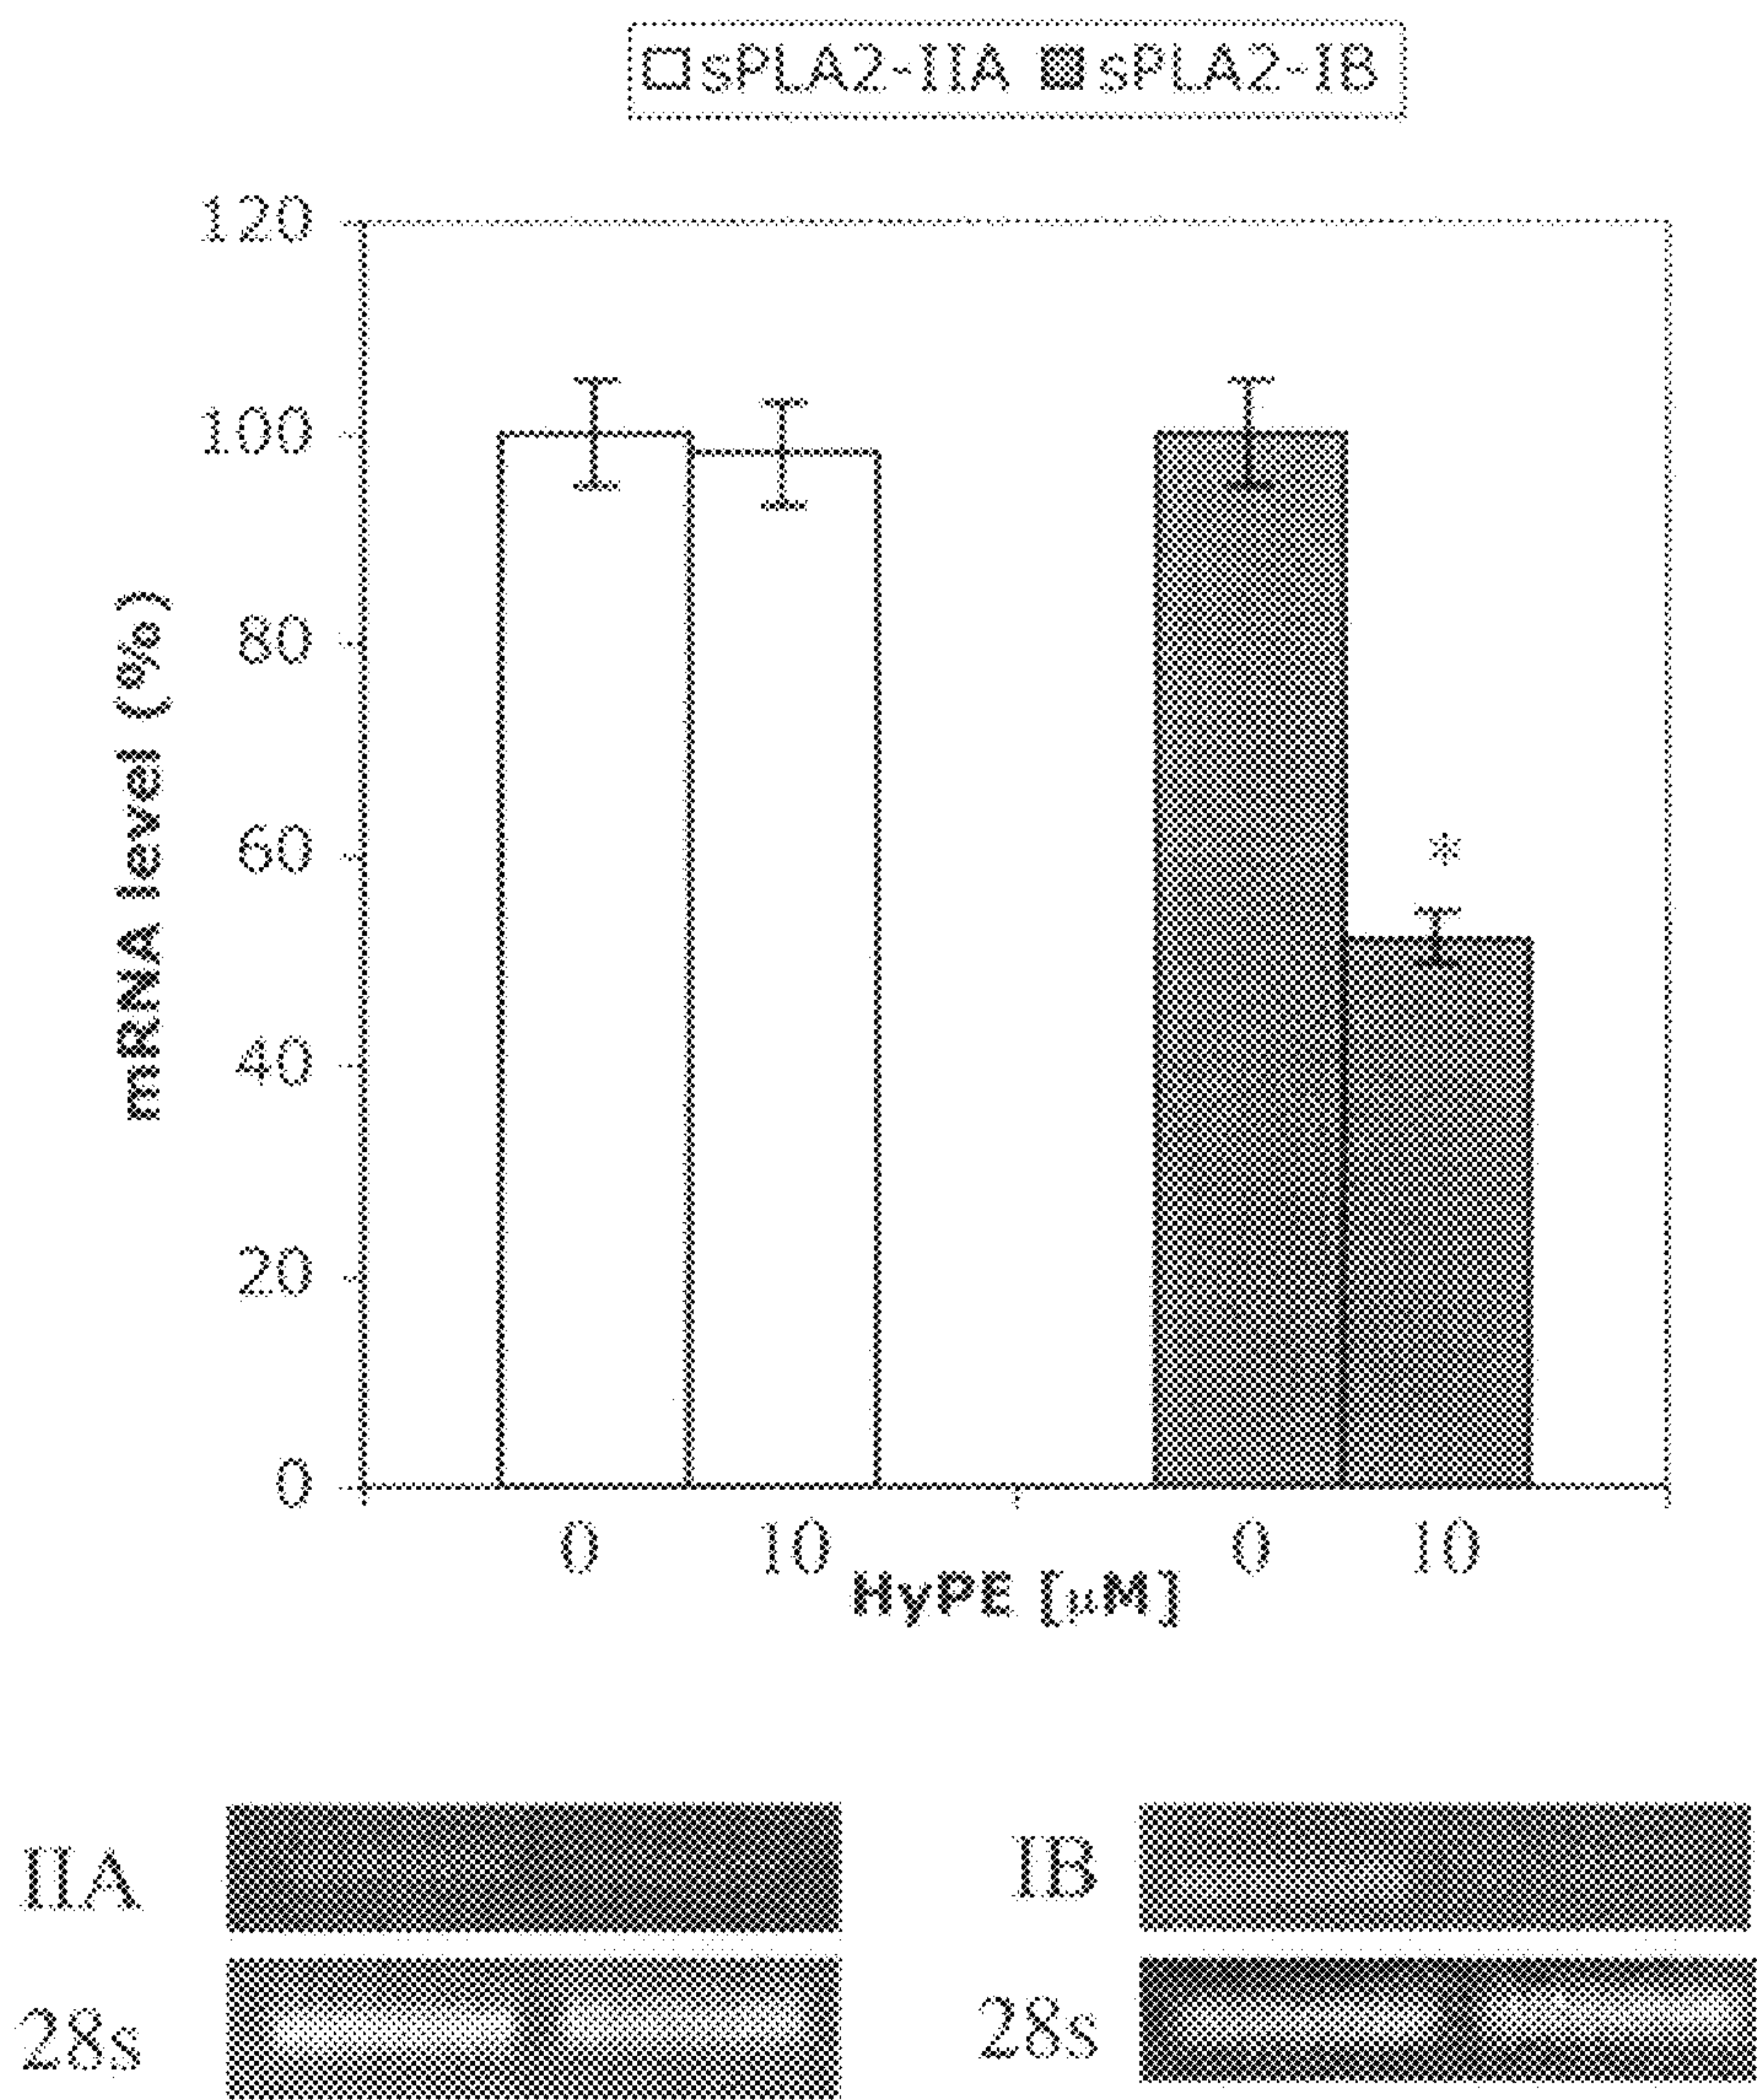 sPLA2-IIA sPLA2-IB
120
100
80
60
40
20
0
mRNA level (%)
*
0 10 0 10
HyPE [μM]
IIA IB
28s 28s